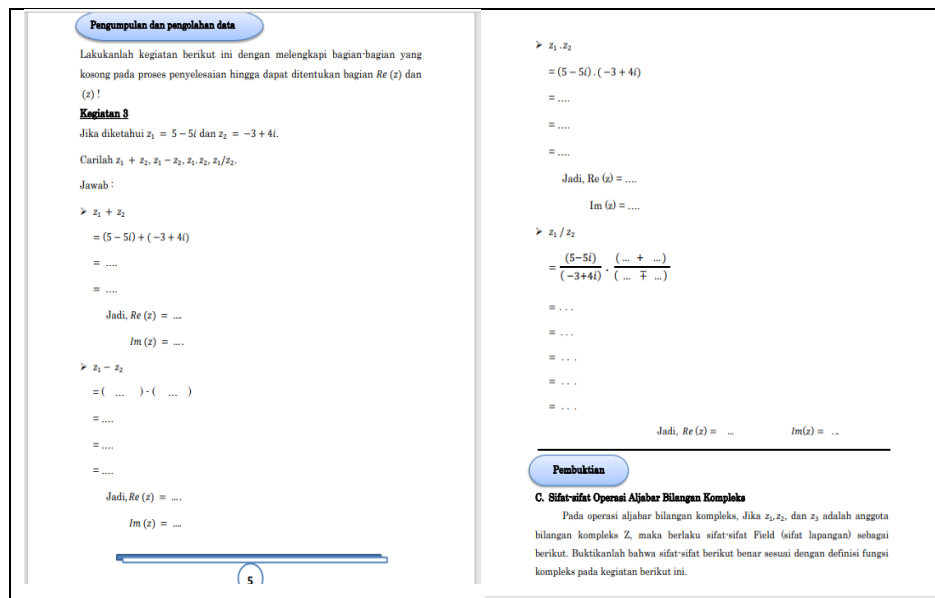 Pengumpulan dan pengolahan data
Lakukanlah kegiatan berikut ini dengan melengkapi bagian-bagian yang
kosong pada proses penyelesaian hingga dapat ditentukan bagian Re (z) dan
(z) !
Kegiatan 3
Jika diketahui z₁ = 5 − 5i dan z₂ = −3 + 4i.
Carilah z₁ + z₂, z₁ − z₂, z₁. z₂, z₁/z₂.
Jawab :
➢ z₁ + z₂
= (5 − 5i) + ( −3 + 4i)
= ....
= ....
Jadi, Re (z) = ....
Im (z) = ....
➢ z₁ − z₂
= ( ... ) - ( ... )
= ....
= ....
= ....
Jadi, Re (z) = ....
Im (z) = ....
5
➢ z₁ . z₂
= (5 − 5i) . ( −3 + 4i)
= ....
= ....
= ....
Jadi, Re (z) = ....
Im (z) = ....
➢ z₁ / z₂
= (5−5i)/(−3+4i) . ( ... + ...)/( ... ∓ ...)
= . . .
= . . .
= . . .
= . . .
= . . .
Jadi, Re (z) = ... Im(z) = ...
Pembuktian
C. Sifat-sifat Operasi Aljabar Bilangan Kompleks
Pada operasi aljabar bilangan kompleks, Jika z₁, z₂, dan z₃ adalah anggota
bilangan kompleks Z, maka berlaku sifat-sifat Field (sifat lapangan) sebagai
berikut. Buktikanlah bahwa sifat-sifat berikut benar sesuai dengan definisi fungsi
kompleks pada kegiatan berikut ini.